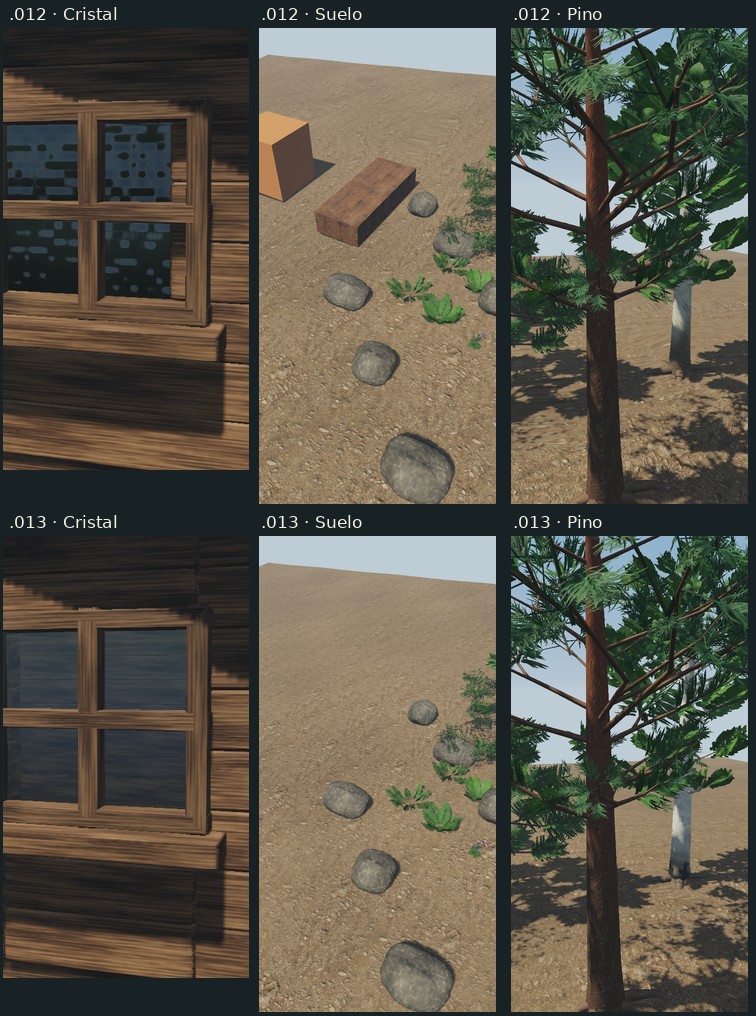 .012 · Cristal
.012 · Suelo
.012 · Pino
.013 · Cristal
.013 · Suelo
.013 · Pino